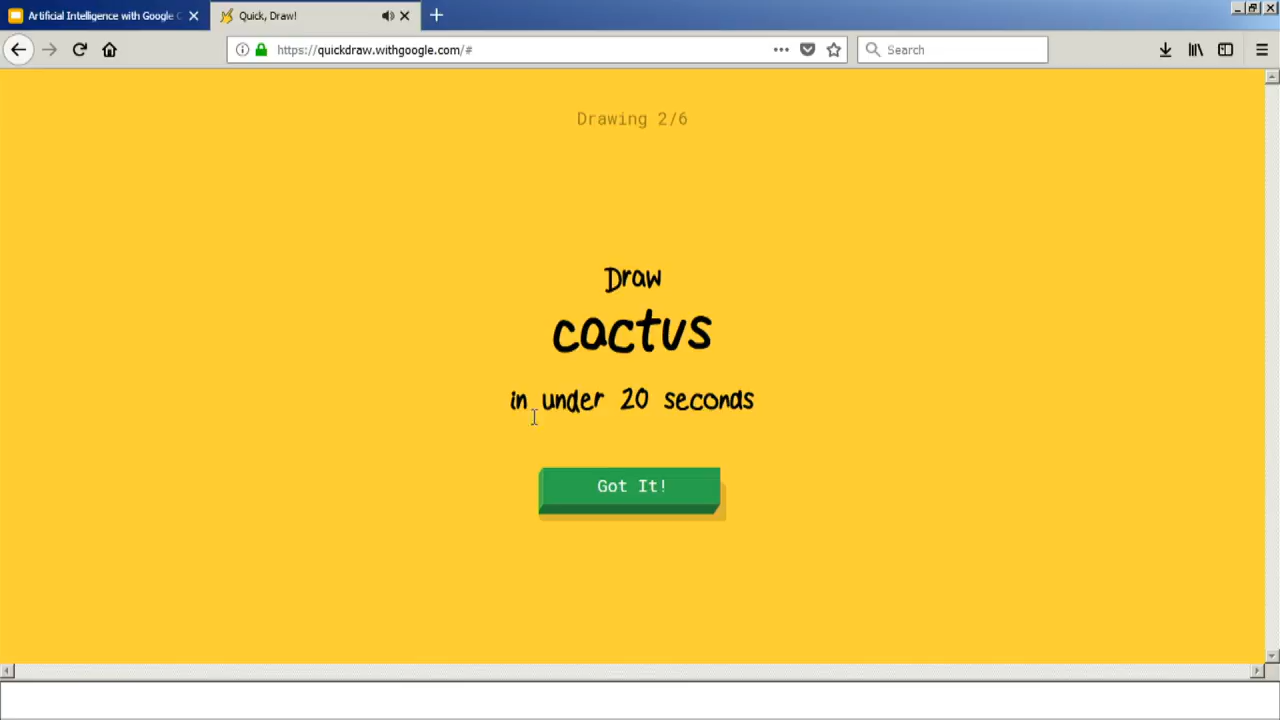 Artificial Intelligence with Google
Quick, Draw!
https://quickdraw.withgoogle.com/#
Search
Drawing 2/6
Draw
cactus
in under 20 seconds
Got It!